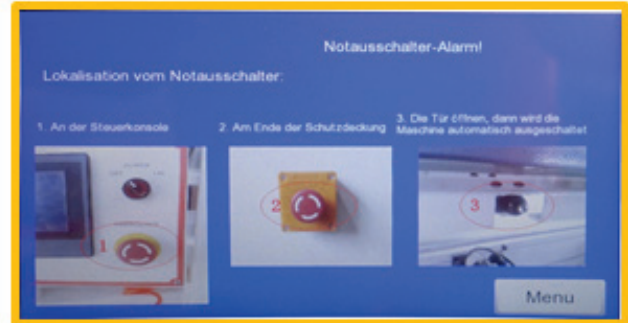 Notausschalter-Alarm!
Lokalisation vom Notausschalter:
1. An der Steuerkonsole
2. Am Ende der Schutzdeckung
3. Die Tür öffnen, dann wird die
Maschine automatisch ausgeschaltet
1
2
3
Menu